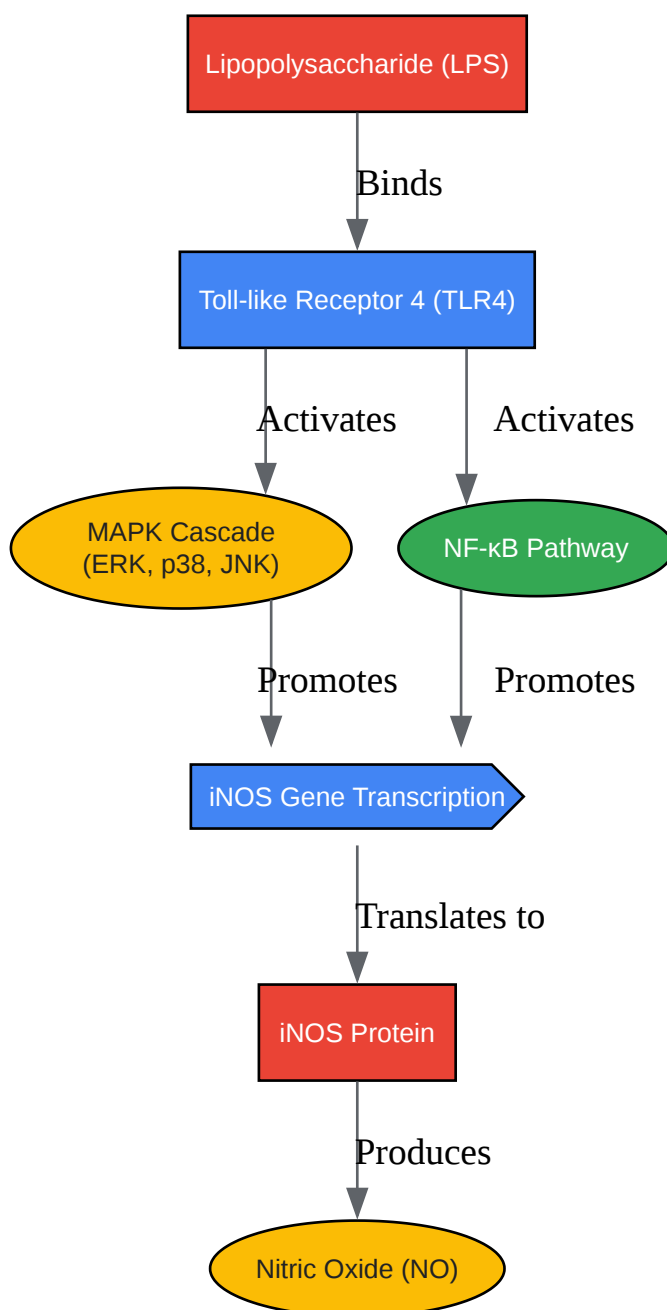 Lipopolysaccharide (LPS)
Binds
Toll-like Receptor 4 (TLR4)
Activates
Activates
MAPK Cascade
(ERK, p38, JNK)
NF-κB Pathway
Promotes
Promotes
iNOS Gene Transcription
Translates to
iNOS Protein
Produces
Nitric Oxide (NO)